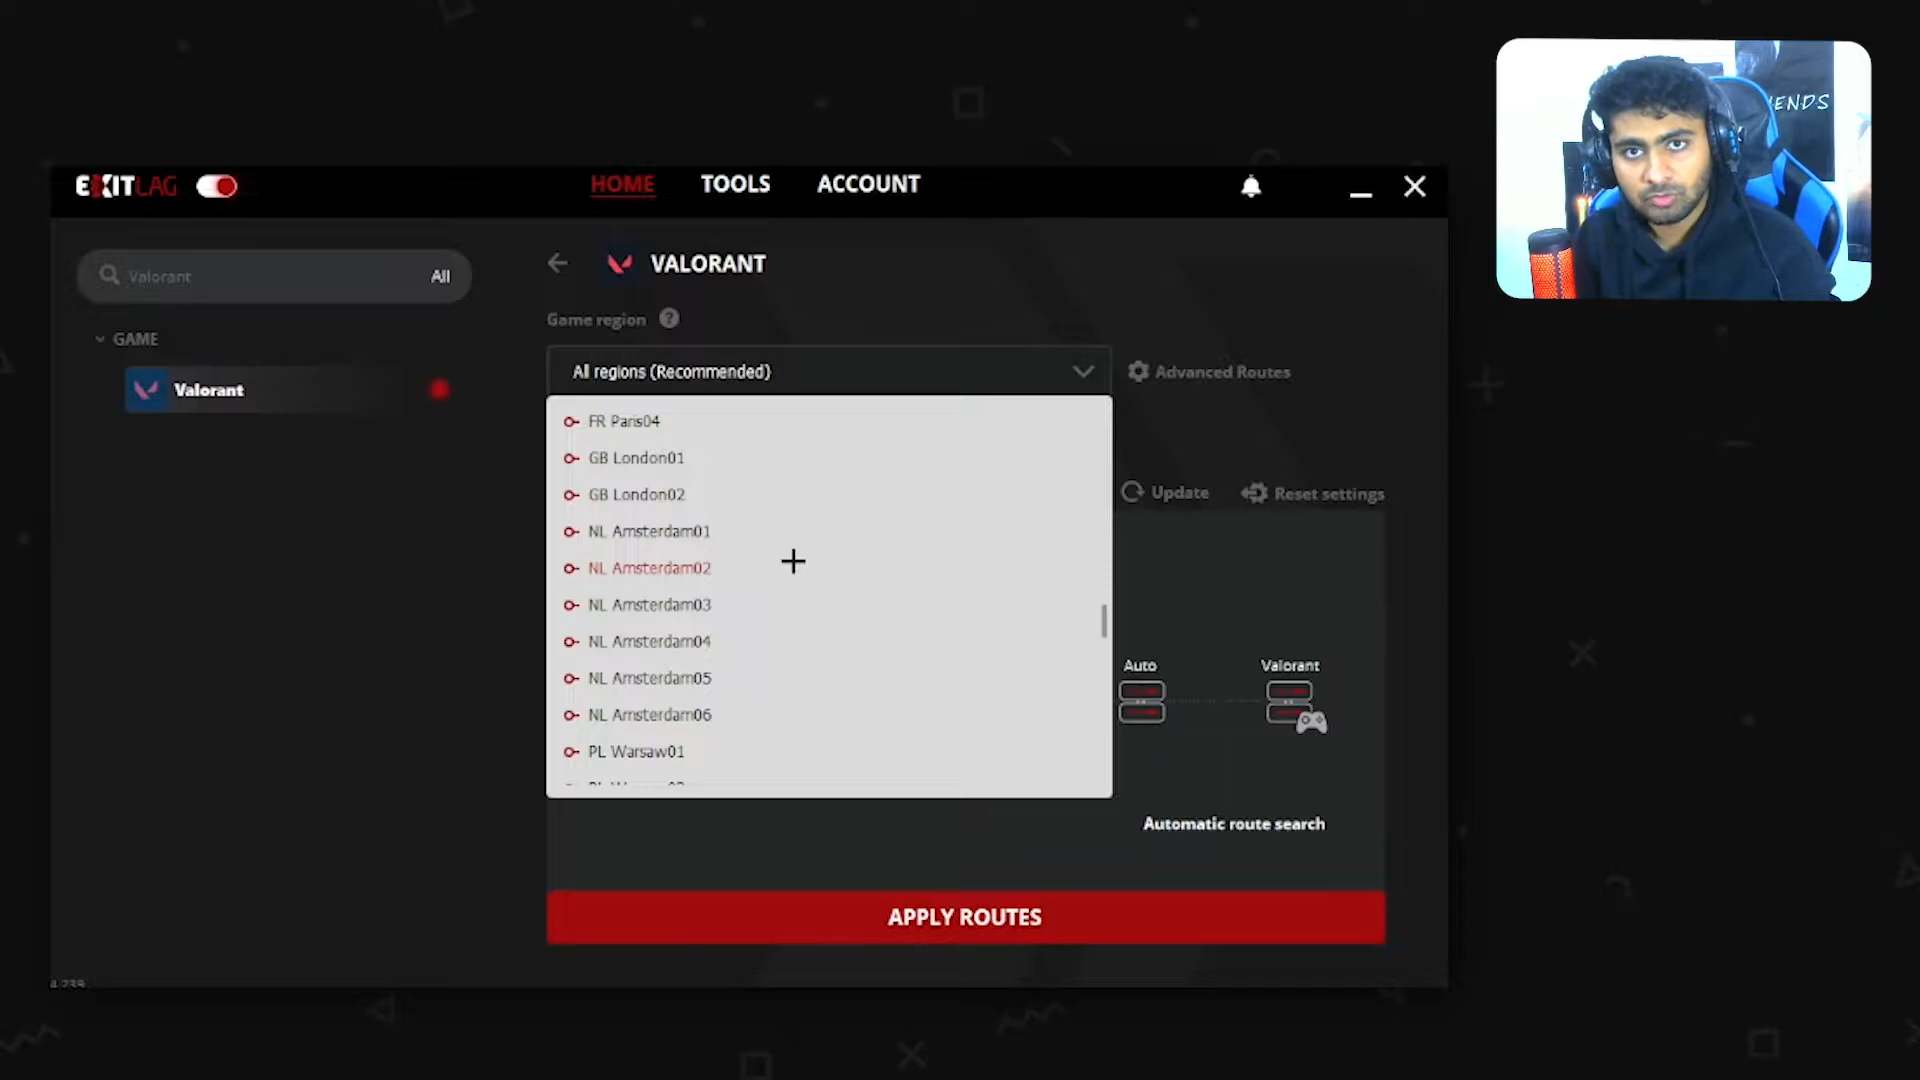 IENDS
EXITLAG
HOME
TOOLS
ACCOUNT
Valorant
All
VALORANT
Game region
?
GAME
Valorant
All regions (Recommended)
Advanced Routes
FR Paris04
GB London01
GB London02
NL Amsterdam01
NL Amsterdam02
NL Amsterdam03
NL Amsterdam04
NL Amsterdam05
NL Amsterdam06
PL Warsaw01
Update
Reset settings
Auto
Valorant
Automatic route search
APPLY ROUTES